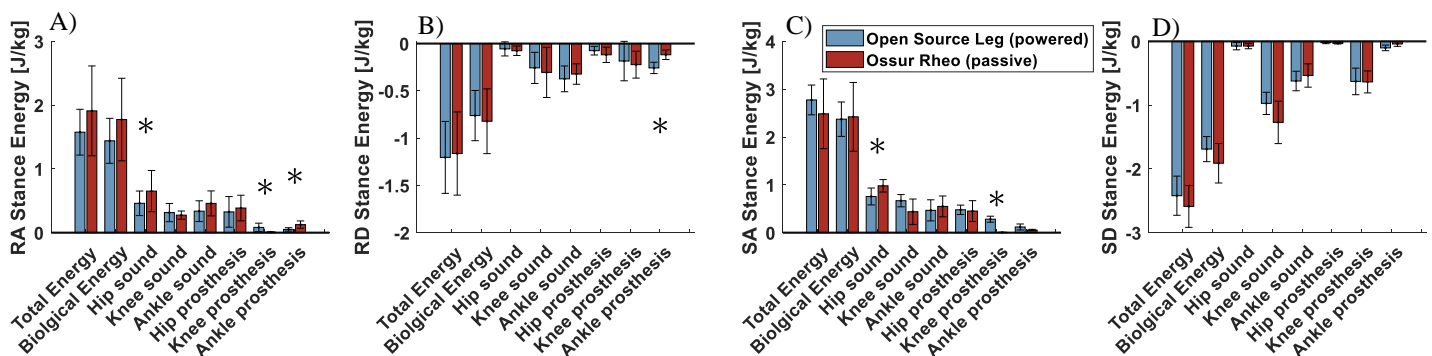 A)
RA Stance Energy [J/kg]
3
2
1
0
*
*
*
Total Energy
Biolgical Energy
Hip sound
Knee sound
Ankle sound
Hip prosthesis
Knee prosthesis
Ankle prosthesis
B)
RD Stance Energy [J/kg]
0
-0.5
-1
-1.5
-2
*
Total Energy
Biolgical Energy
Hip sound
Knee sound
Ankle sound
Hip prosthesis
Knee prosthesis
Ankle prosthesis
C)
SA Stance Energy [J/kg]
4
3
2
1
0
Open Source Leg (powered)
Ossur Rheo (passive)
*
*
Total Energy
Biolgical Energy
Hip sound
Knee sound
Ankle sound
Hip prosthesis
Knee prosthesis
Ankle prosthesis
D)
SD Stance Energy [J/kg]
0
-1
-2
-3
Total Energy
Biolgical Energy
Hip sound
Knee sound
Ankle sound
Hip prosthesis
Knee prosthesis
Ankle prosthesis